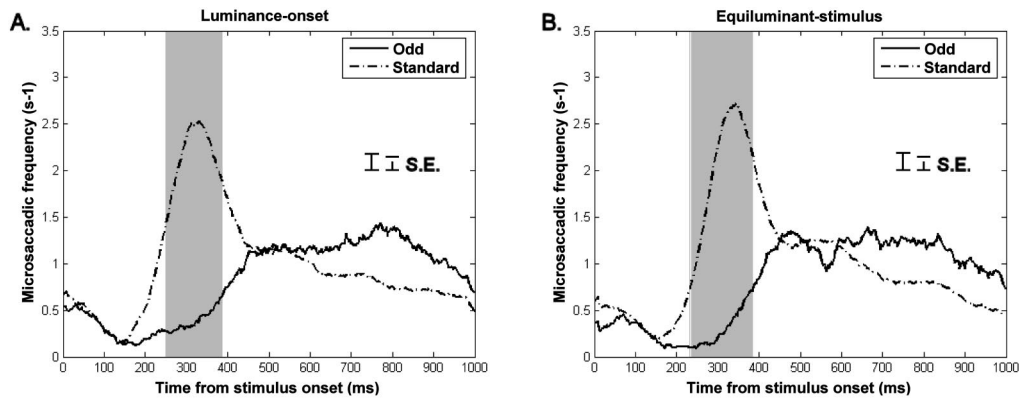 A.
Luminance-onset
Microsaccadic frequency (s-1)
3.5
3
2.5
2
1.5
1
0.5
0
Odd
Standard
S.E.
0 100 200 300 400 500 600 700 800 900 1000
Time from stimulus onset (ms)
B.
Equiluminant-stimulus
Microsaccadic frequency (s-1)
3.5
3
2.5
2
1.5
1
0.5
0
Odd
Standard
S.E.
0 100 200 300 400 500 600 700 800 900 1000
Time from stimulus onset (ms)